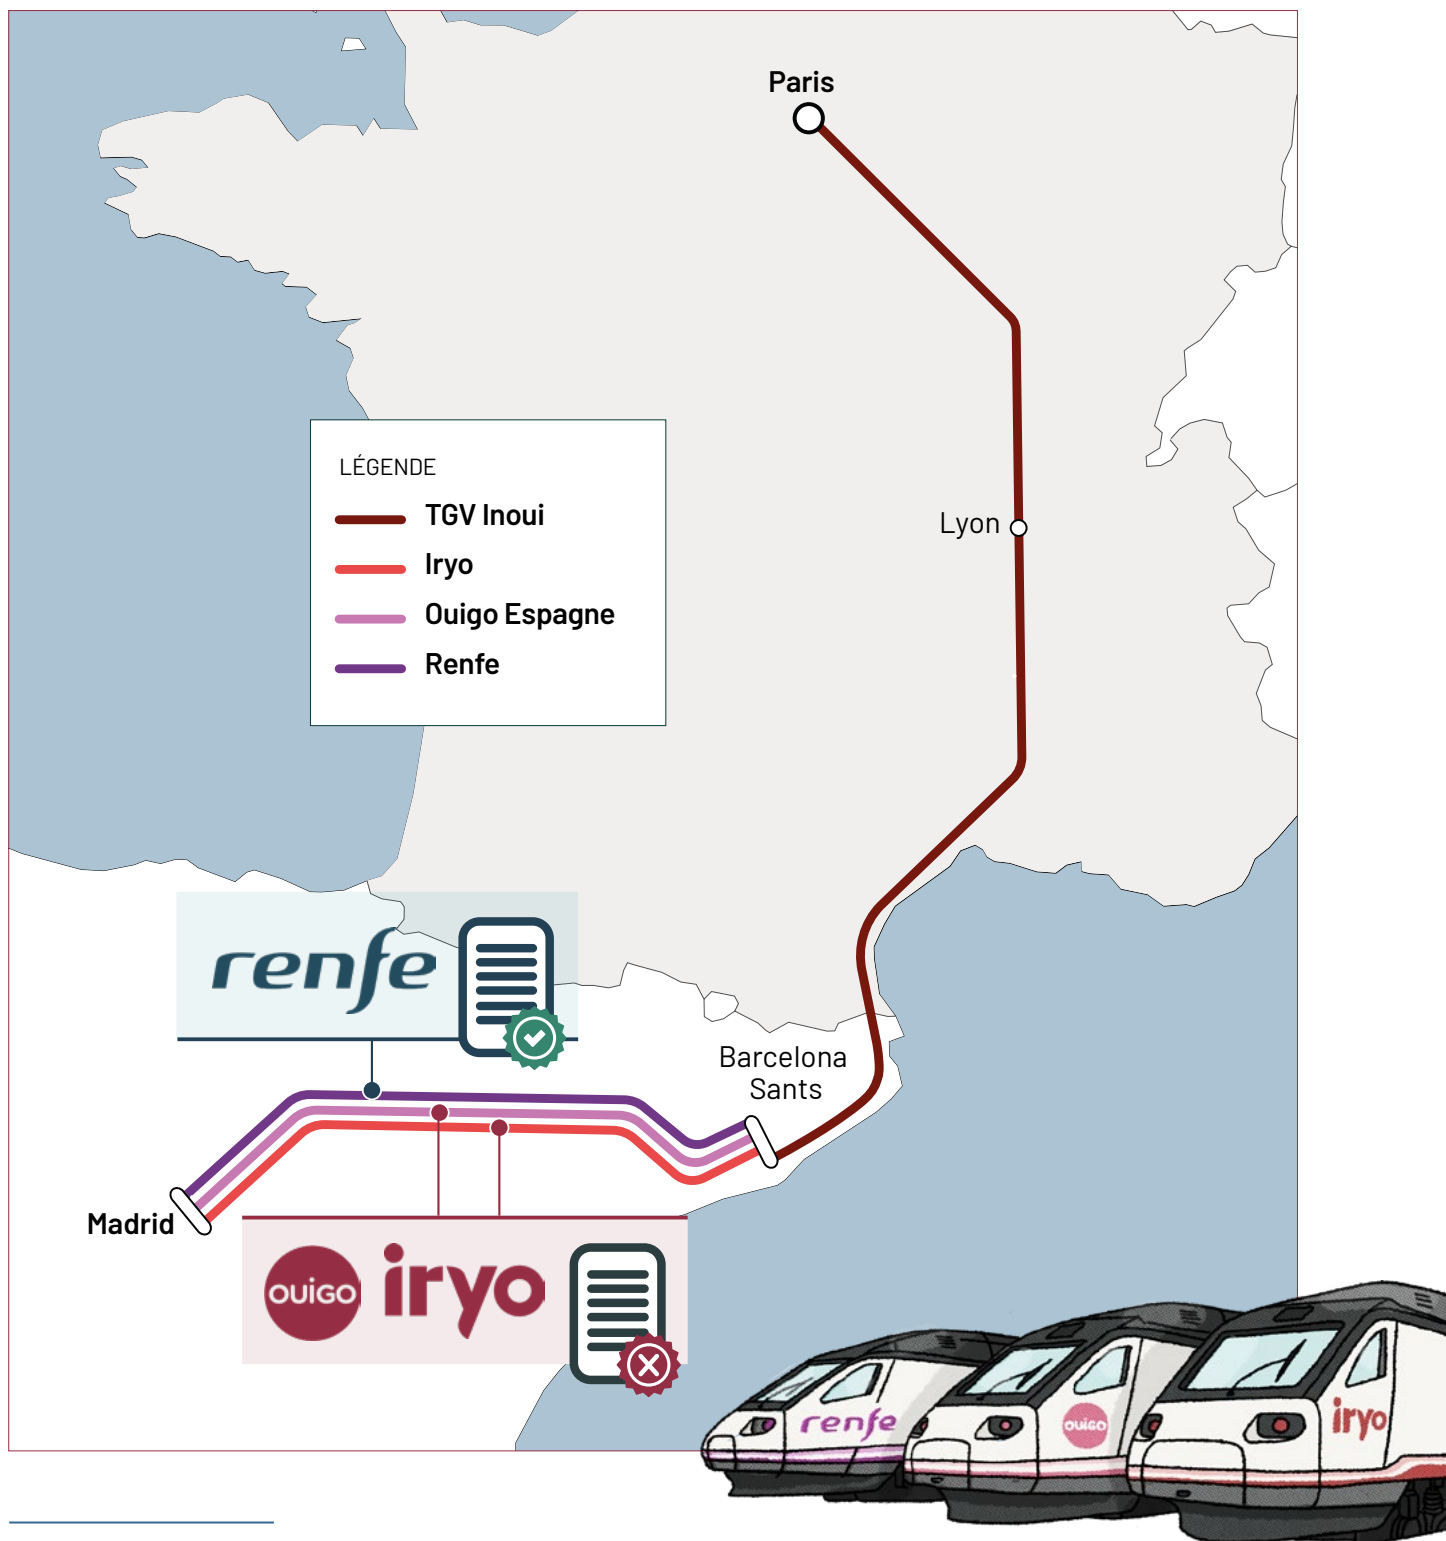 Paris
LÉGENDE
TGV Inoui
Iryo
Ouigo Espagne
Renfe
Lyon
renfe
Barcelona
Sants
Madrid
OUIGO
iryo
renfe
OUIGO
iryo